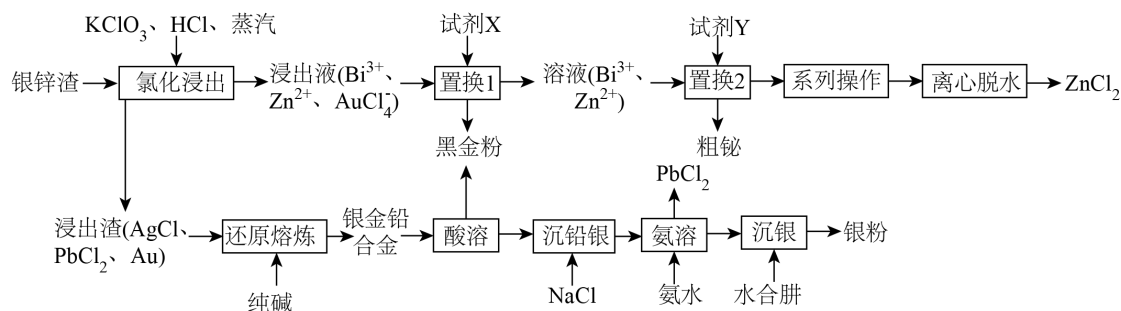 KClO₃、HCl、蒸汽 试剂X 试剂Y
银锌渣 氯化浸出 浸出液(Bi³⁺、Zn²⁺、AuCl₄⁻) 置换1 溶液(Bi³⁺、Zn²⁺) 置换2 系列操作 离心脱水 ZnCl₂
黑金粉 粗铋
PbCl₂
浸出渣(AgCl、PbCl₂、Au) 还原熔炼 银金铅合金 酸溶 沉铅银 氨溶 沉银 银粉
纯碱 NaCl 氨水 水合肼